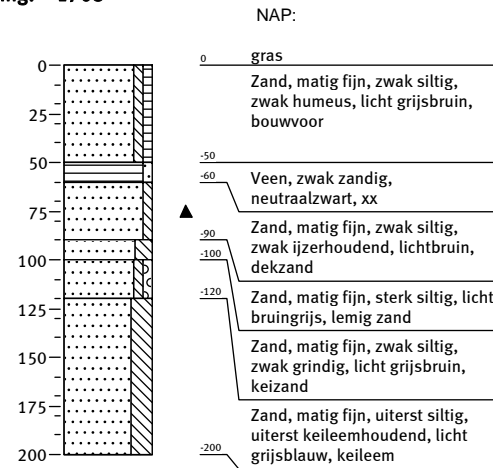 NAP:
0
gras
Zand, matig fijn, zwak siltig,
zwak humeus, licht grijsbruin,
bouwvoor
-50
-60
Veen, zwak zandig,
neutraalzwart, xx
Zand, matig fijn, zwak siltig,
zwak ijzerhoudend, lichtbruin,
dekzand
-90
-100
Zand, matig fijn, sterk siltig, licht
bruingrijs, lemig zand
-120
Zand, matig fijn, zwak siltig,
zwak grindig, licht grijsbruin,
keizand
Zand, matig fijn, uiterst siltig,
uiterst keileemhoudend, licht
grijsblauw, keileem
-200
0
25
50
75
100
125
150
175
200